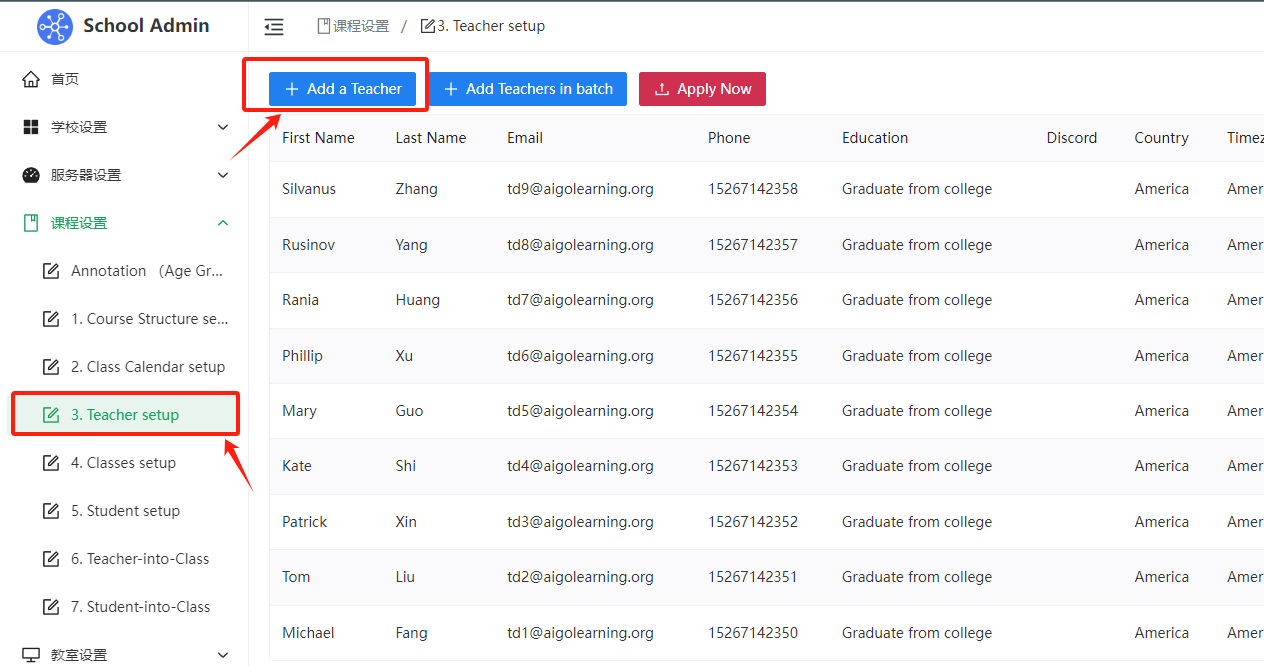 School Admin
课程设置 / 3. Teacher setup
首页
学校设置
服务器设置
课程设置
Annotation （Age Gr...
1. Course Structure se...
2. Class Calendar setup
3. Teacher setup
4. Classes setup
5. Student setup
6. Teacher-into-Class
7. Student-into-Class
教室设置
Add a Teacher Add Teachers in batch Apply Now
First Name Last Name Email Phone Education Discord Country Timez
Silvanus Zhang td9@aigolearning.org 15267142358 Graduate from college America Amer
Rusinov Yang td8@aigolearning.org 15267142357 Graduate from college America Amer
Rania Huang td7@aigolearning.org 15267142356 Graduate from college America Amer
Phillip Xu td6@aigolearning.org 15267142355 Graduate from college America Amer
Mary Guo td5@aigolearning.org 15267142354 Graduate from college America Amer
Kate Shi td4@aigolearning.org 15267142353 Graduate from college America Amer
Patrick Xin td3@aigolearning.org 15267142352 Graduate from college America Amer
Tom Liu td2@aigolearning.org 15267142351 Graduate from college America Amer
Michael Fang td1@aigolearning.org 15267142350 Graduate from college America Amer